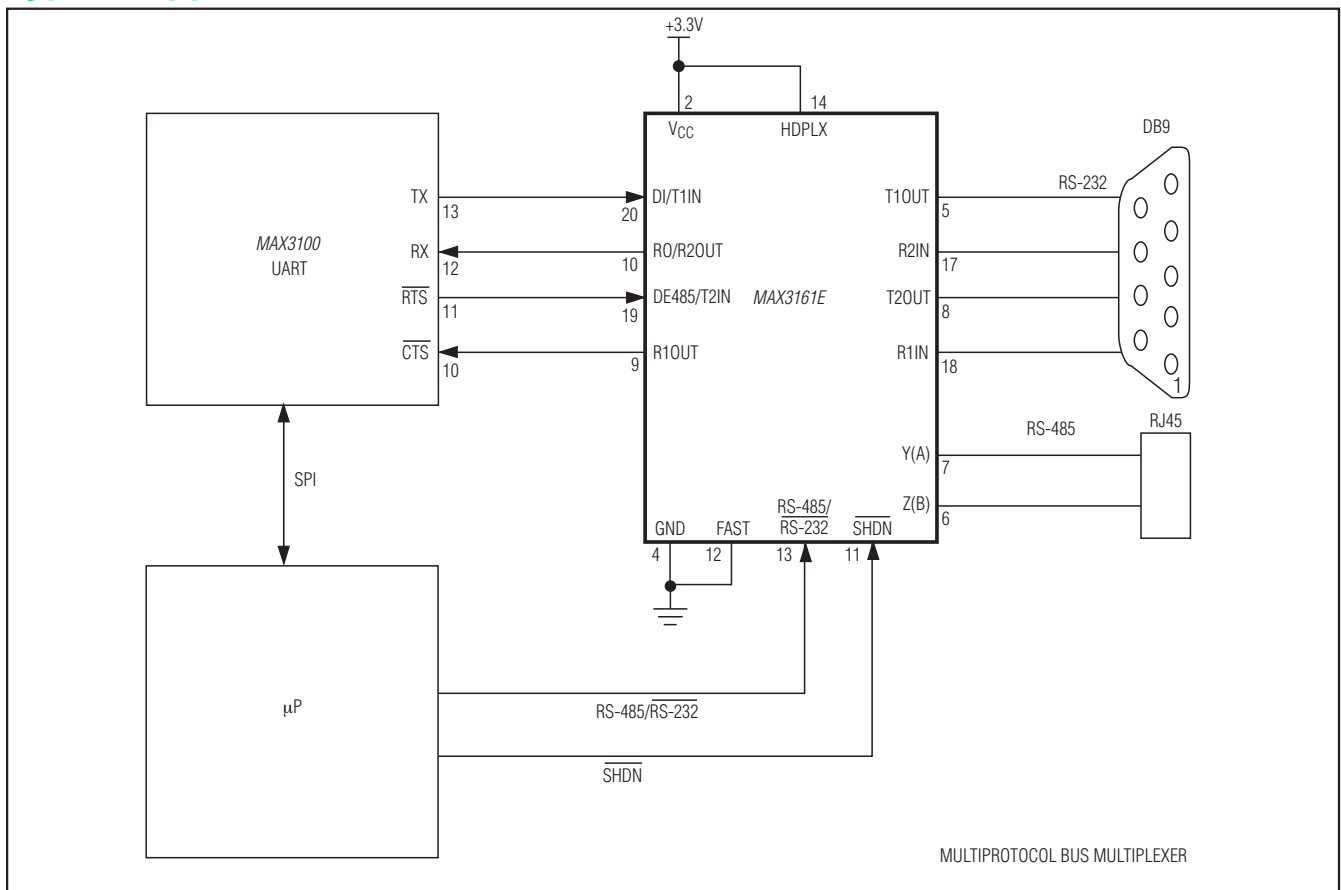 +3.3V
2
14
VCC
HDPLX
DB9
TX
13
DI/T1IN
20
T1OUT
5
RS-232
MAX3100
UART
RX
12
RO/R2OUT
10
R2IN
17
RTS
11
DE485/T2IN
19
MAX3161E
T2OUT
8
CTS
10
R1OUT
9
R1IN
18
1
SPI
Y(A)
7
RS-485
RJ45
Z(B)
6
GND
4
FAST
12
RS-485/
RS-232
13
SHDN
11
μP
RS-485/RS-232
SHDN
MULTIPROTOCOL BUS MULTIPLEXER